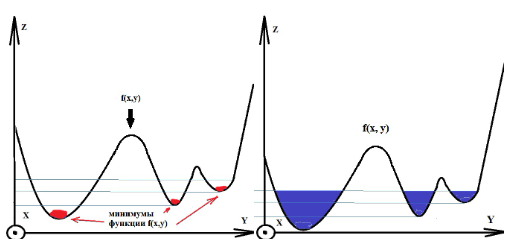 Z
f(x,y)
минимумы
функции f(x,y)
X
Y
Z
f(x, y)
X
Y